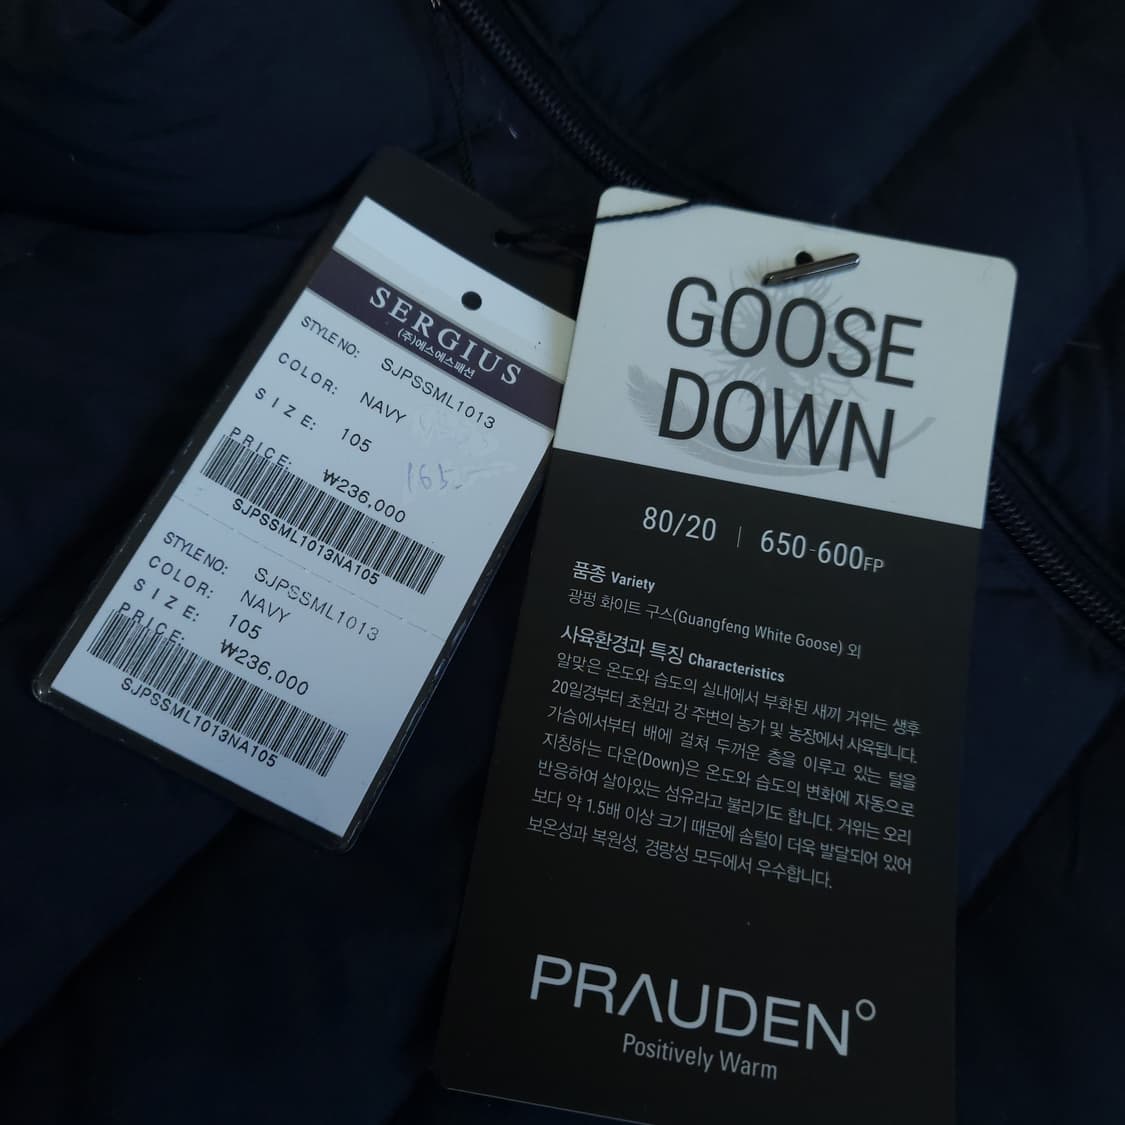 SERGIUS
(주)에스에스패션
STYLE NO: SJPSSML1013
COLOR: NAVY
SIZE: 105
PRICE: ₩236,000
SJPSSML1013NA105
STYLE NO: SJPSSML1013
COLOR: NAVY
SIZE: 105
PRICE: ₩236,000
SJPSSML1013NA105
GOOSE
DOWN
80/20 | 650-600FP
품종 Variety
광펑 화이트 구스(Guangfeng White Goose) 외
사육환경과 특징 Characteristics
알맞은 온도와 습도의 실내에서 부화된 새끼 거위는 생후
20일경부터 초원과 강 주변의 농가 및 농장에서 사육됩니다.
가슴에서부터 배에 걸쳐 두꺼운 층을 이루고 있는 털을
지칭하는 다운(Down)은 온도와 습도의 변화에 자동으로
반응하여 살아있는 섬유라고 불리기도 합니다. 거위는 오리
보다 약 1.5배 이상 크기 때문에 솜털이 더욱 발달되어 있어
보온성과 복원성, 경량성 모두에서 우수합니다.
PRAUDEN°
Positively Warm